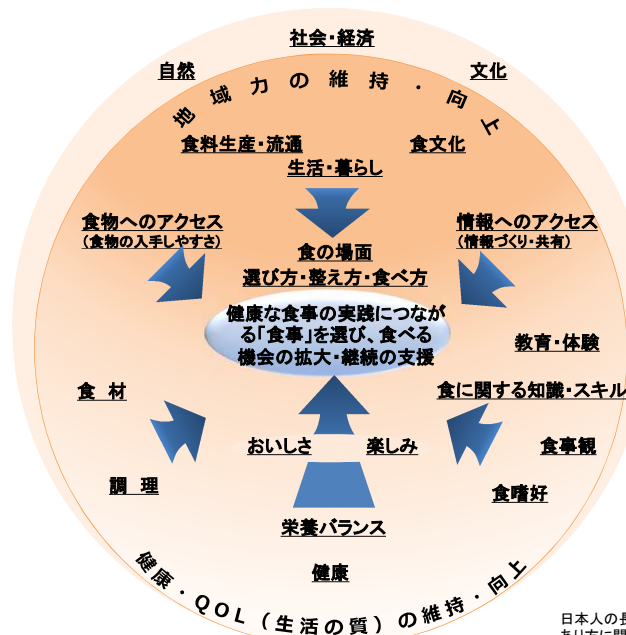 社会・経済
自然
文化
地域力の維持・向上
食料生産・流通
食文化
生活・暮らし
食物へのアクセス
（食物の入手しやすさ）
情報へのアクセス
（情報づくり・共有）
食の場面
選び方・整え方・食べ方
健康な食事の実践につなが
る「食事」を選び、食べる
機会の拡大・継続の支援
教育・体験
食　材
食に関する知識・スキル
おいしさ
楽しみ
食事観
調　理
食嗜好
栄養バランス
健康
健康・QOL（生活の質）の維持・向上
日本人の長